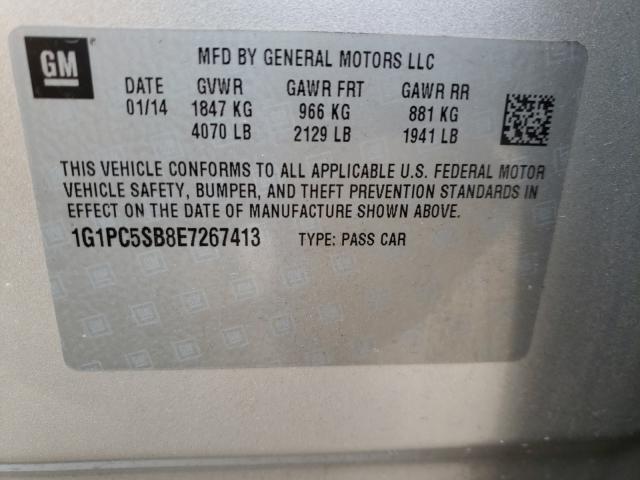 GM
MFD BY GENERAL MOTORS LLC
DATE GVWR GAWR FRT GAWR RR
01/14 1847 KG 966 KG 881 KG
4070 LB 2129 LB 1941 LB
THIS VEHICLE CONFORMS TO ALL APPLICABLE U.S. FEDERAL MOTOR
VEHICLE SAFETY, BUMPER, AND THEFT PREVENTION STANDARDS IN
EFFECT ON THE DATE OF MANUFACTURE SHOWN ABOVE.
1G1PC5SB8E7267413 TYPE: PASS CAR